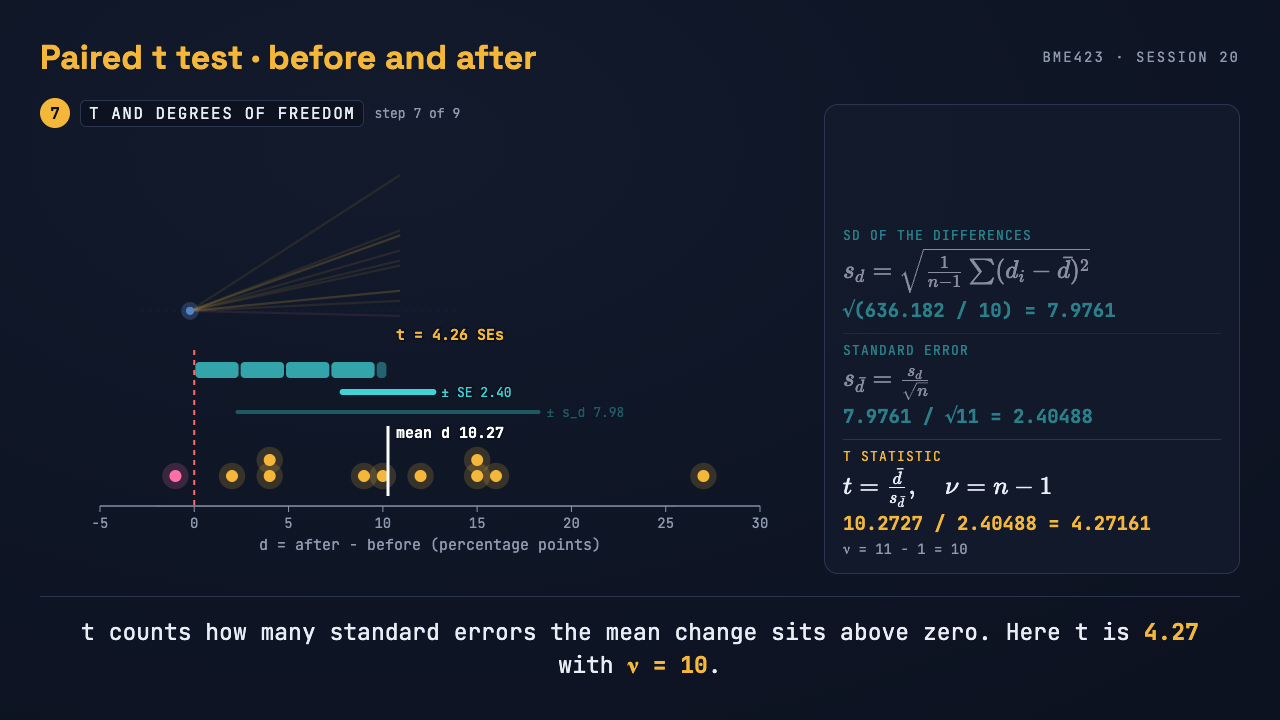 Paired t test · before and after
BME423 · SESSION 20
7 T AND DEGREES OF FREEDOM step 7 of 9
t = 4.26 SEs
± SE 2.40
± s_d 7.98
mean d 10.27
-5 0 5 10 15 20 25 30
d = after - before (percentage points)
SD OF THE DIFFERENCES
s_d = √(1/(n−1) ∑(d_i − d̄)²)
√(636.182 / 10) = 7.9761
STANDARD ERROR
s_d̄ = s_d/√n
7.9761 / √11 = 2.40488
T STATISTIC
t = d̄/s_d̄, ν = n − 1
10.2727 / 2.40488 = 4.27161
ν = 11 - 1 = 10
t counts how many standard errors the mean change sits above zero. Here t is 4.27
with ν = 10.